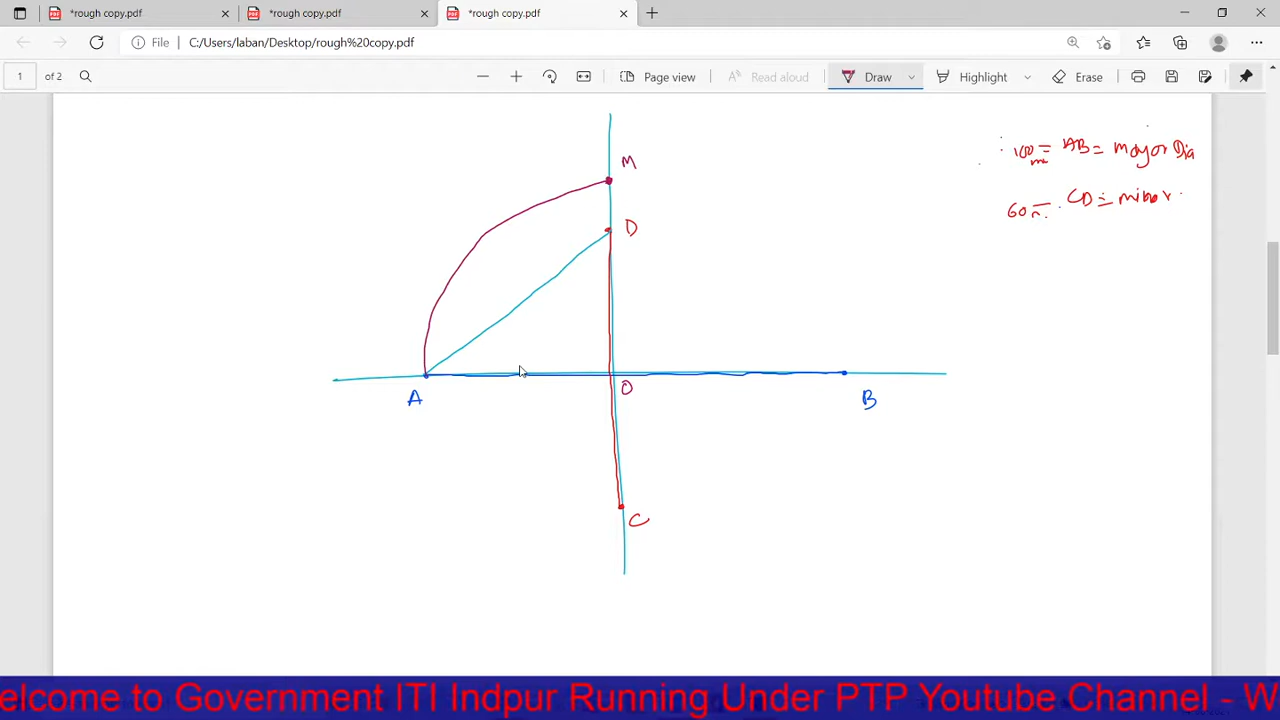 *rough copy.pdf
*rough copy.pdf
*rough copy.pdf
File C:/Users/laban/Desktop/rough%20copy.pdf
1 of 2 Page view Read aloud Draw Highlight Erase
M
D
A
O
B
C
100 = AB = major Dia
60 CD = minor
elcome to Government ITI Indpur Running Under PTP Youtube Channel - W